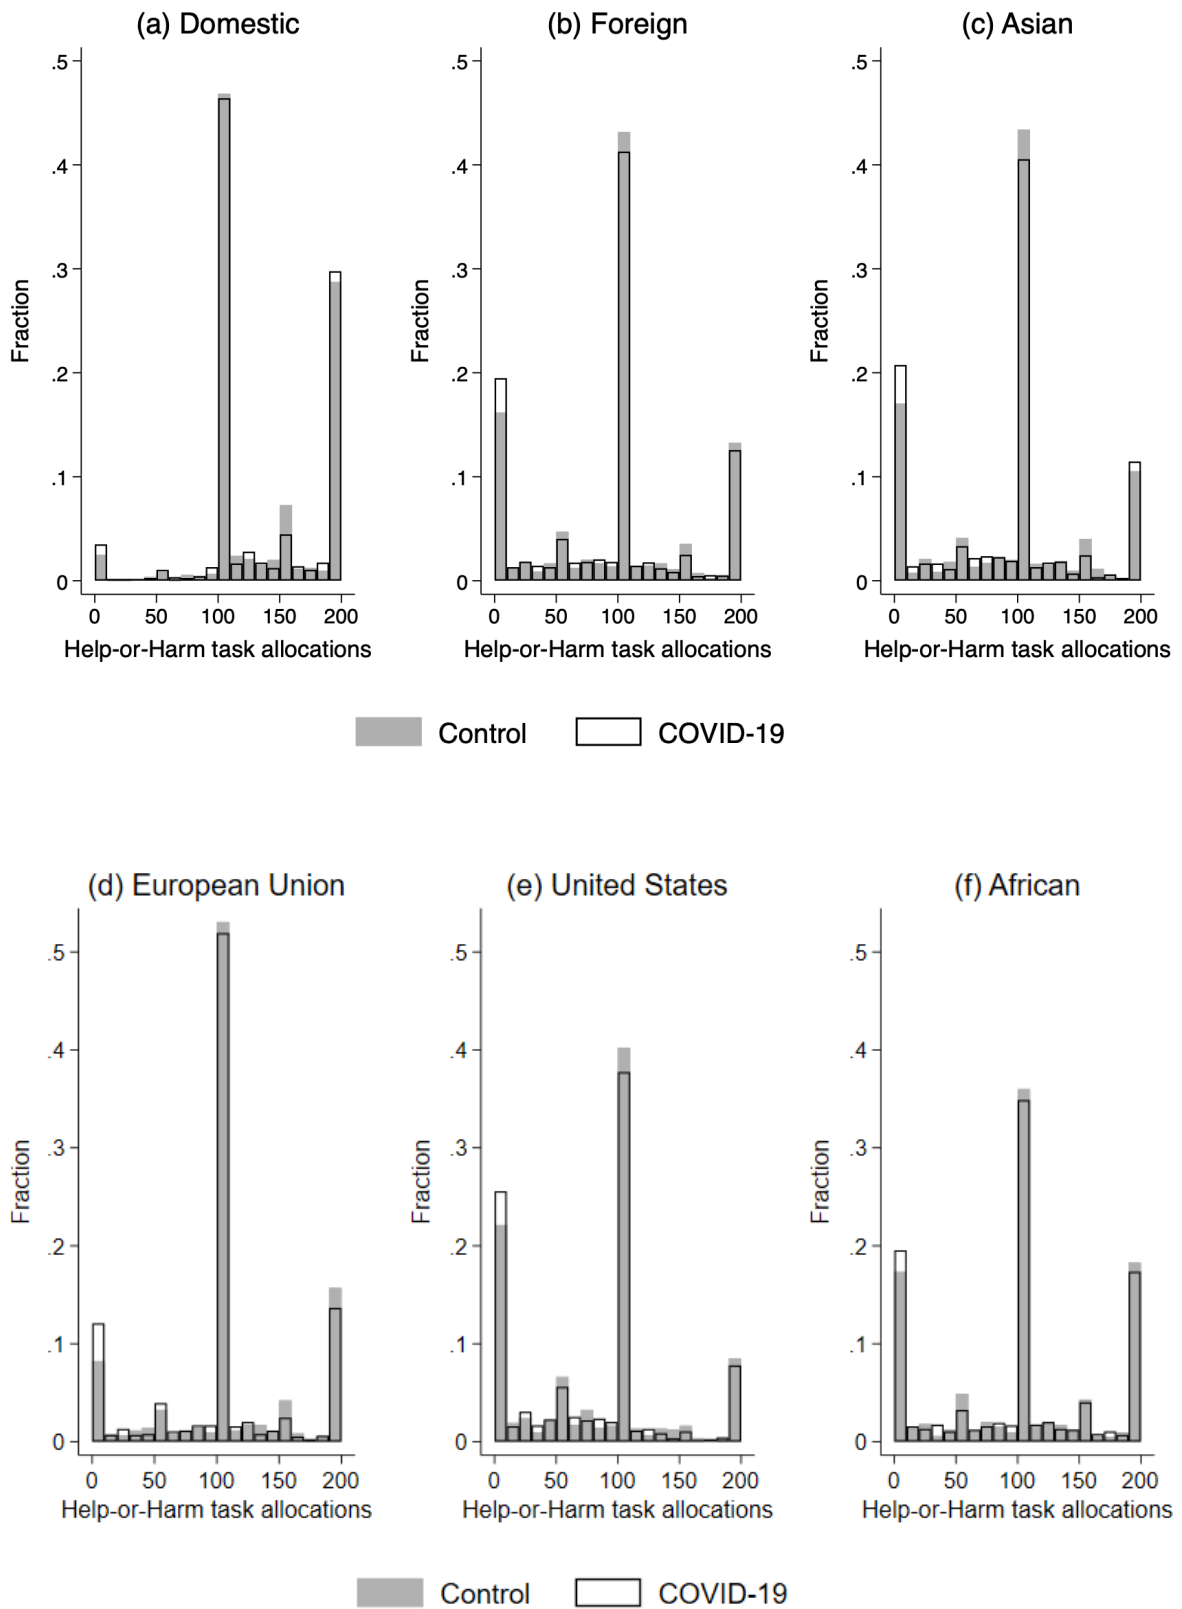 (a) Domestic
(b) Foreign
(c) Asian
.5
.4
.3
.2
.1
0
Fraction
0 50 100 150 200
Help-or-Harm task allocations
.5
.4
.3
.2
.1
0
Fraction
0 50 100 150 200
Help-or-Harm task allocations
.5
.4
.3
.2
.1
0
Fraction
0 50 100 150 200
Help-or-Harm task allocations
Control
COVID-19
(d) European Union
(e) United States
(f) African
.5
.4
.3
.2
.1
0
Fraction
0 50 100 150 200
Help-or-Harm task allocations
.5
.4
.3
.2
.1
0
Fraction
0 50 100 150 200
Help-or-Harm task allocations
.5
.4
.3
.2
.1
0
Fraction
0 50 100 150 200
Help-or-Harm task allocations
Control
COVID-19